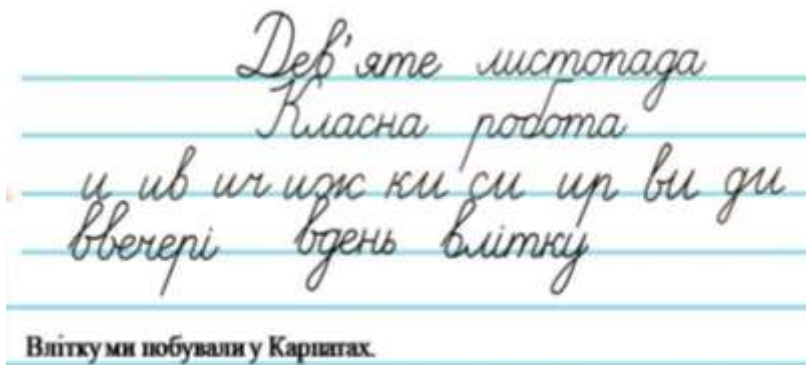 Дев'яте листопада
Класна робота
и ив ич иж ки си ир ви ди
ввечері вдень влітку
Влітку ми побували у Карпатах.